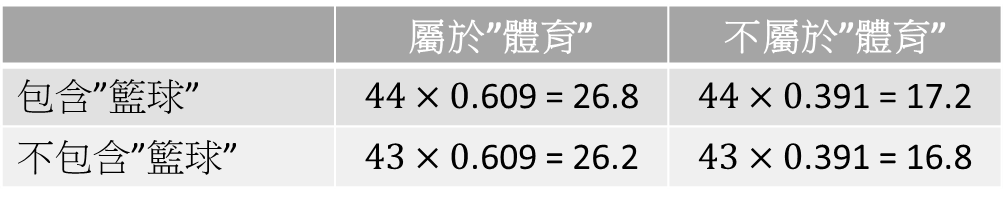 屬於”體育” 不屬於”體育”
包含”籃球” 44 × 0.609 = 26.8 44 × 0.391 = 17.2
不包含”籃球” 43 × 0.609 = 26.2 43 × 0.391 = 16.8